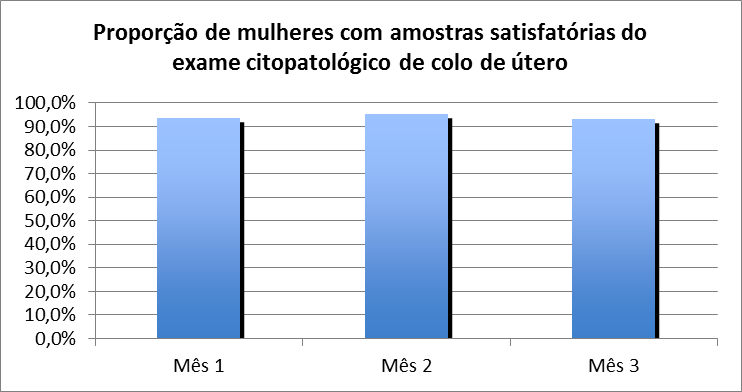 Proporção de mulheres com amostras satisfatórias do
exame citopatológico de colo de útero
100,0%
90,0%
80,0%
70,0%
60,0%
50,0%
40,0%
30,0%
20,0%
10,0%
0,0%
Mês 1
Mês 2
Mês 3